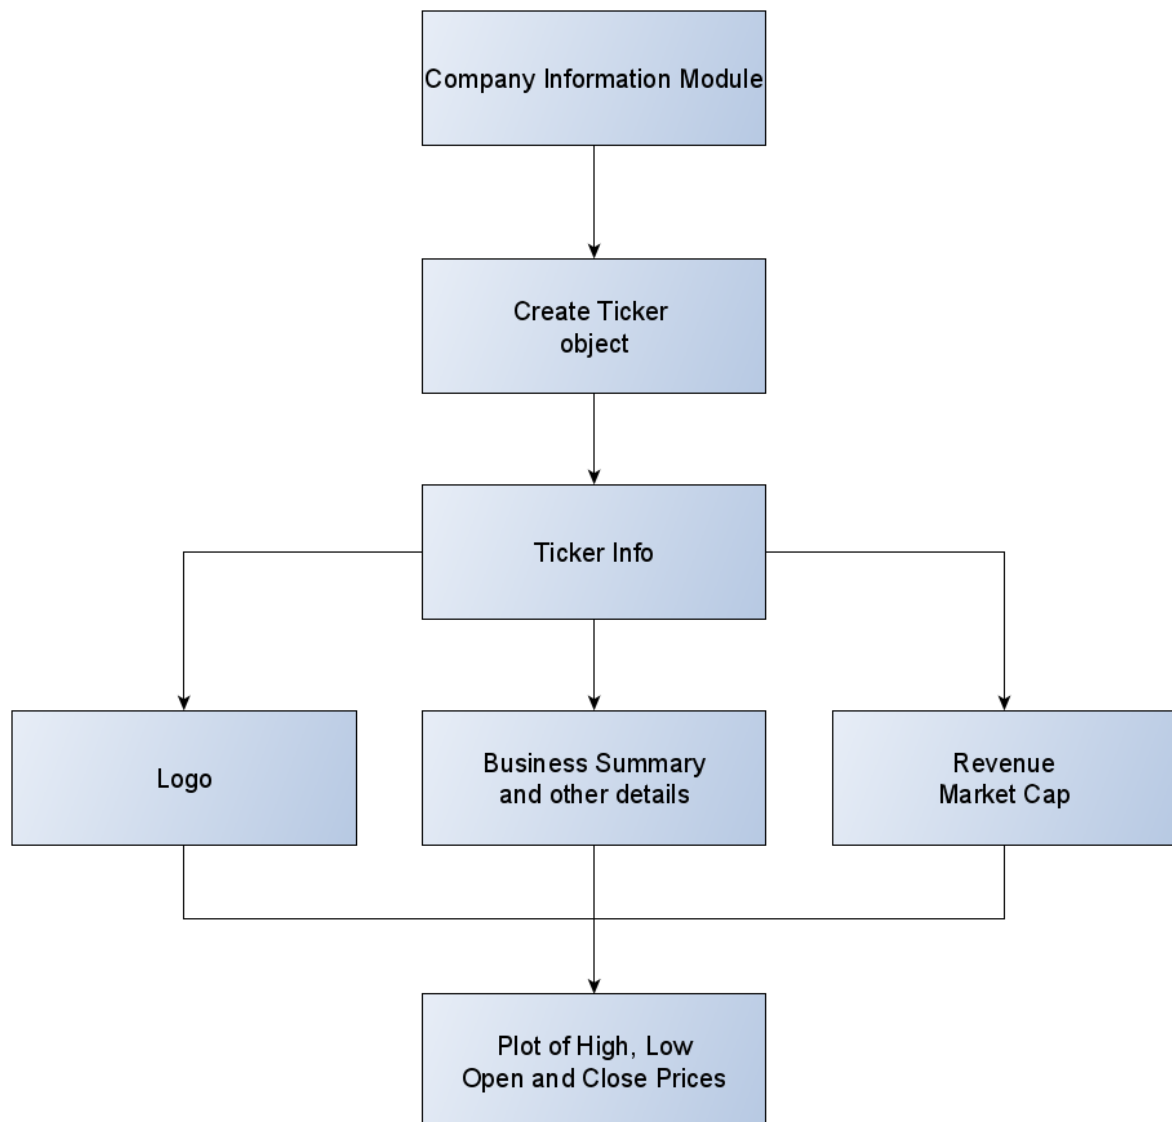 Company Information Module
Create Ticker
object
Ticker Info
Logo
Business Summary
and other details
Revenue
Market Cap
Plot of High, Low
Open and Close Prices